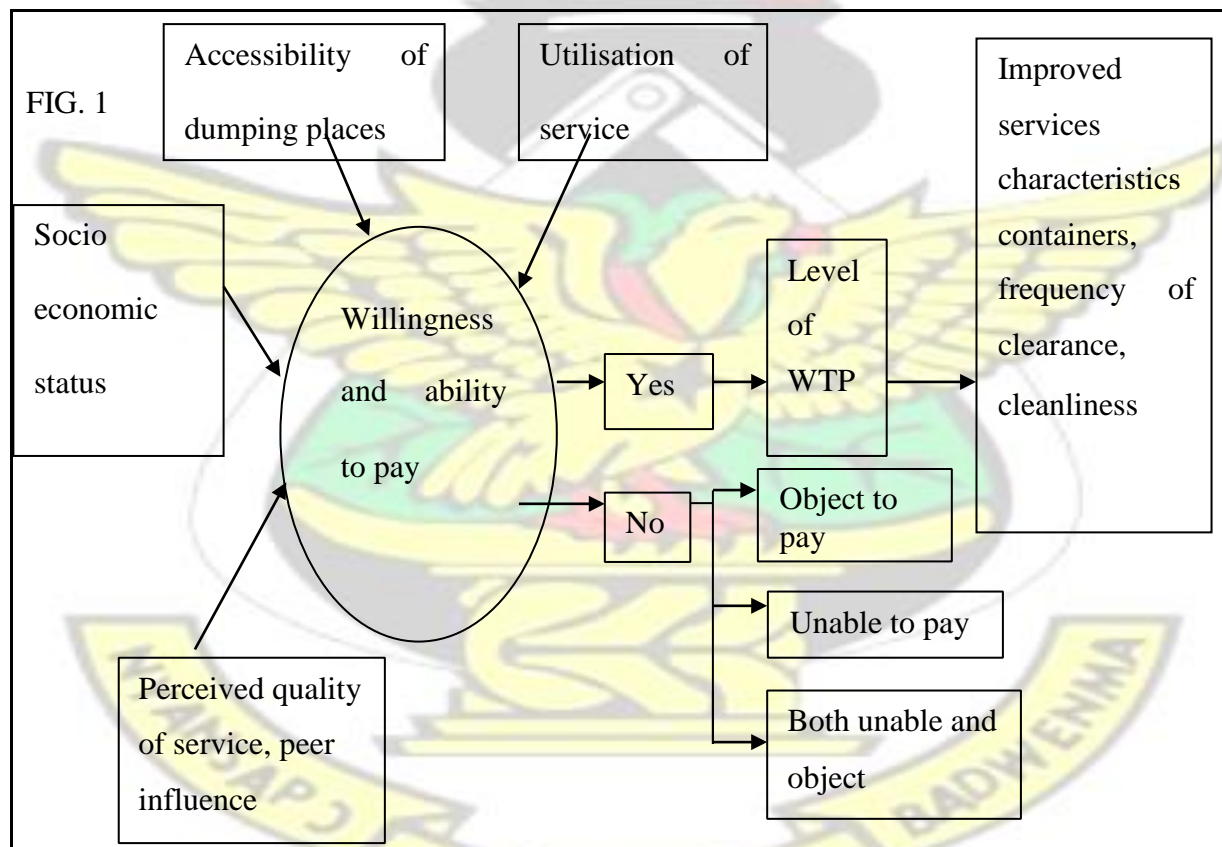 FIG. 1
Accessibility of
dumping places
Utilisation of
service
Improved
services
characteristics
containers,
frequency of
clearance,
cleanliness
Socio
economic
status
Willingness
and ability
to pay
Yes
Level
of
WTP
No
Object to
pay
Unable to pay
Both unable and
object
Perceived quality
of service, peer
influence
BADWENMA